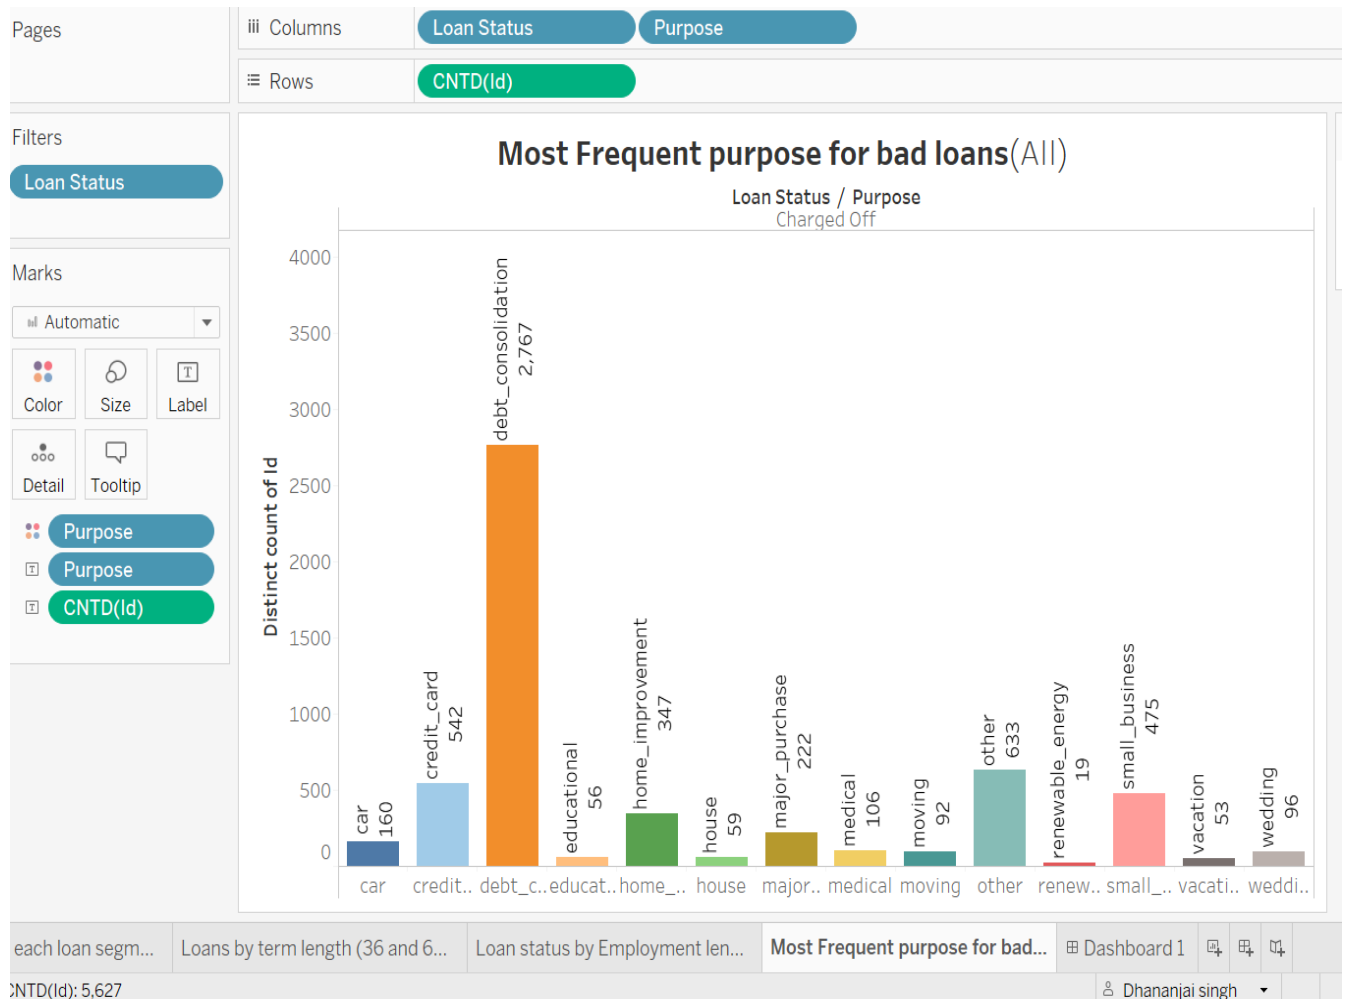 Pages
Columns
Loan Status
Purpose
Rows
CNTD(Id)
Filters
Loan Status
Marks
Automatic
Color
Size
Label
Detail
Tooltip
Purpose
Purpose
CNTD(Id)
Most Frequent purpose for bad loans(All)
Loan Status / Purpose
Charged Off
Distinct count of Id
4000
3500
3000
2500
2000
1500
1000
500
0
car
160
credit_card
542
debt_consolidation
2,767
educational
56
home_improvement
347
house
59
major_purchase
222
medical
106
moving
92
other
633
renewable_energy
19
small_business
475
vacation
53
wedding
96
car
credit..
debt_c..
educat..
home_..
house
major..
medical
moving
other
renew..
small_..
vacati..
weddi..
each loan segm...
Loans by term length (36 and 6...
Loan status by Employment len...
Most Frequent purpose for bad...
Dashboard 1
CNTD(Id): 5,627
Dhananjai singh